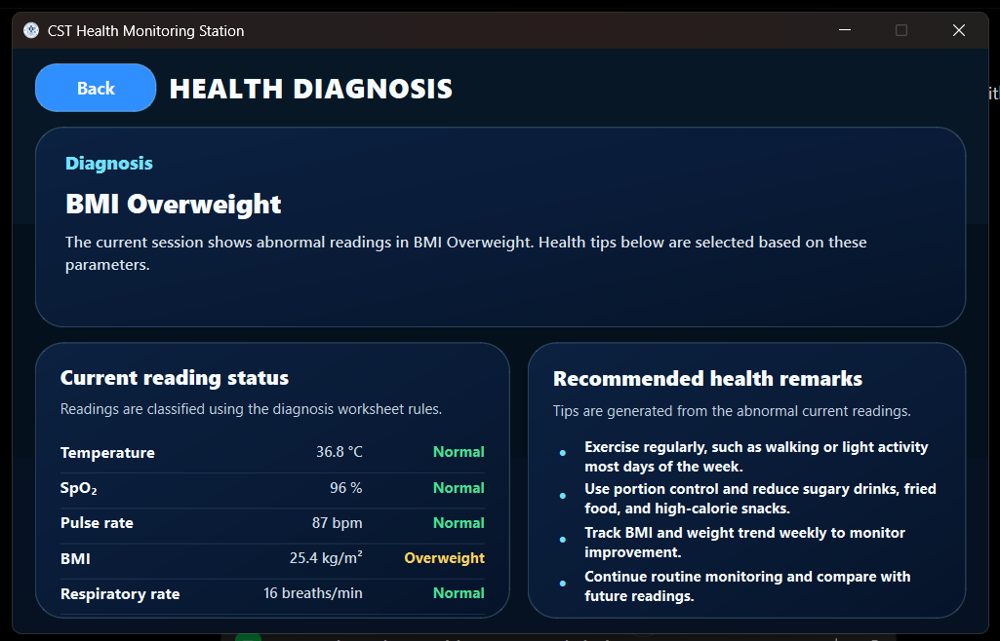 CST Health Monitoring Station
Back
HEALTH DIAGNOSIS
Diagnosis
BMI Overweight
The current session shows abnormal readings in BMI Overweight. Health tips below are selected based on these
parameters.
Current reading status
Readings are classified using the diagnosis worksheet rules.
Temperature 36.8 °C Normal
SpO₂ 96 % Normal
Pulse rate 87 bpm Normal
BMI 25.4 kg/m² Overweight
Respiratory rate 16 breaths/min Normal
Recommended health remarks
Tips are generated from the abnormal current readings.
Exercise regularly, such as walking or light activity
most days of the week.
Use portion control and reduce sugary drinks, fried
food, and high-calorie snacks.
Track BMI and weight trend weekly to monitor
improvement.
Continue routine monitoring and compare with
future readings.